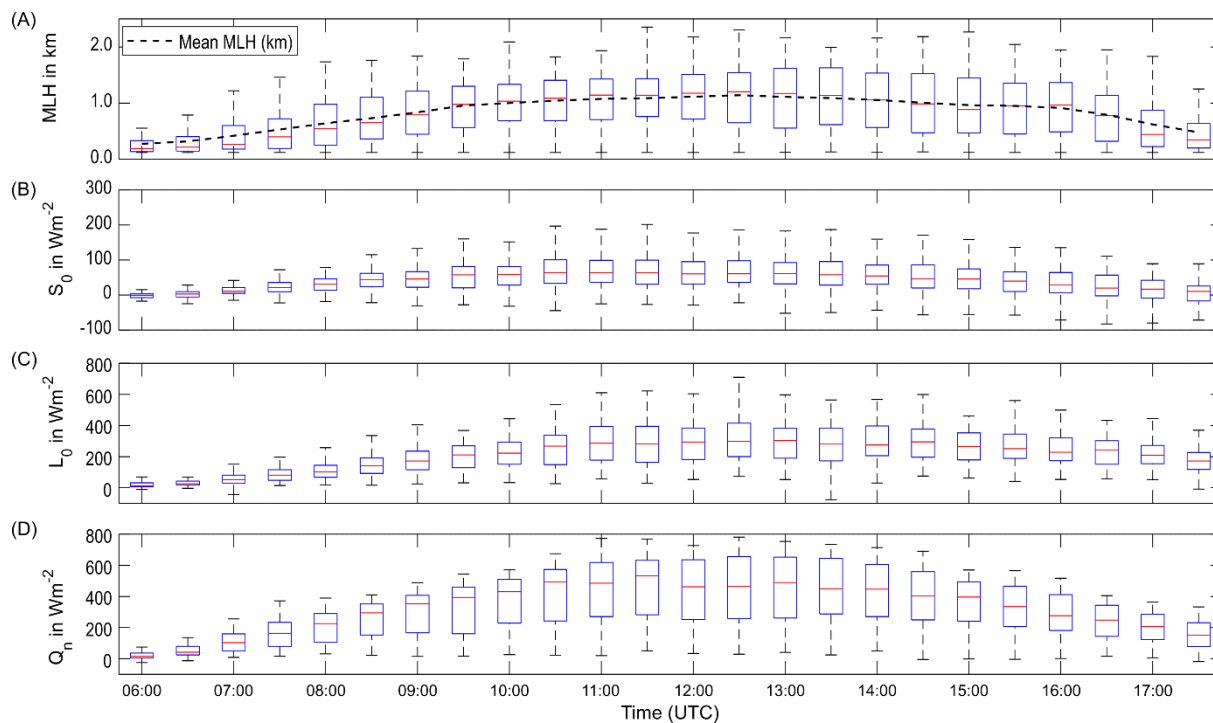 (A)
MLH in km
2.0
1.0
0.0
Mean MLH (km)
(B)
S_0 in Wm^-2
300
200
100
0
-100
(C)
L_0 in Wm^-2
800
600
400
200
0
(D)
Q_n in Wm^-2
800
600
400
200
0
06:00 07:00 08:00 09:00 10:00 11:00 12:00 13:00 14:00 15:00 16:00 17:00
Time (UTC)